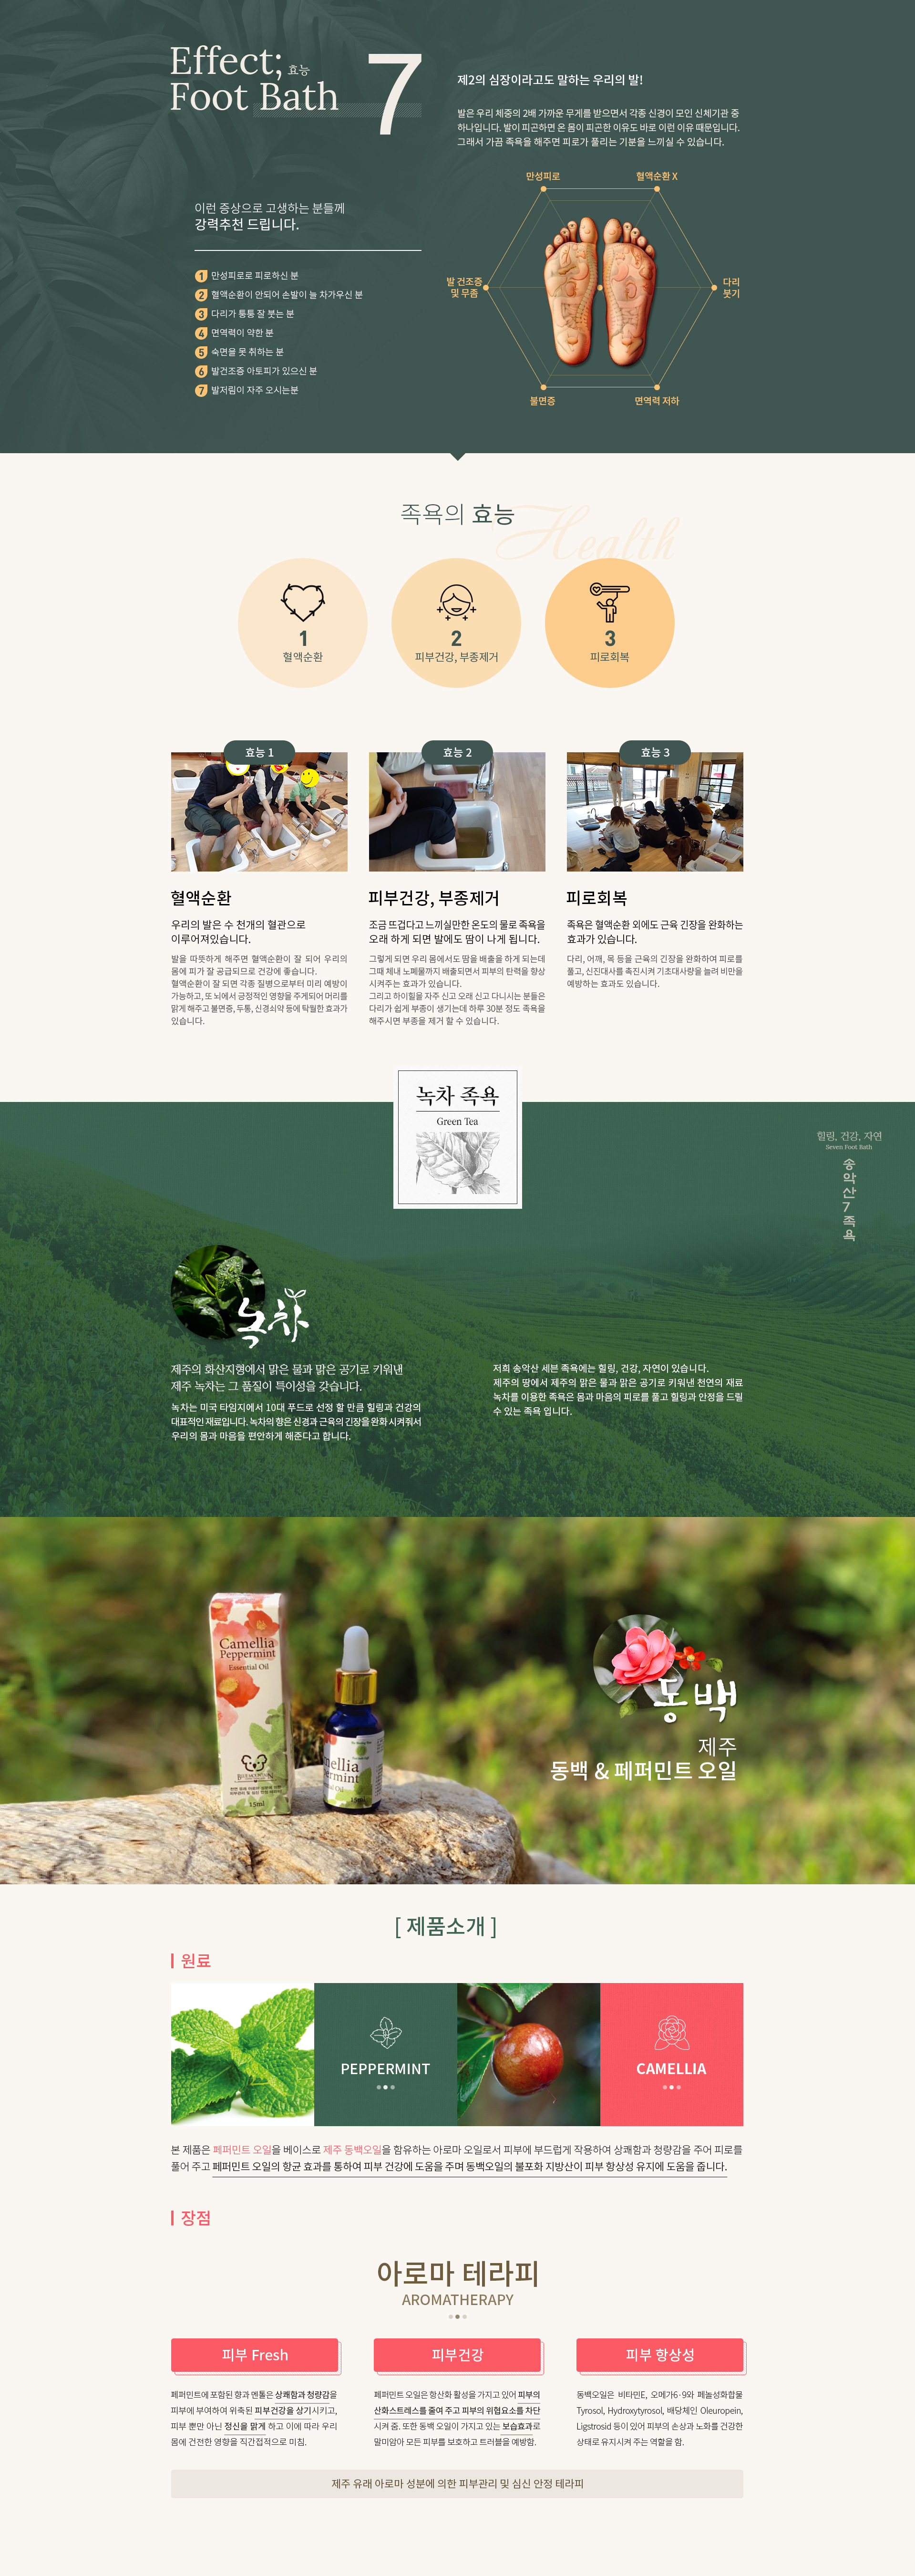 Effect; 효능
Foot Bath
7
제2의 심장이라고도 말하는 우리의 발!
발은 우리 체중의 2배 가까운 무게를 받으면서 각종 신경이 모인 신체기관 중
하나입니다. 발이 피곤하면 온 몸이 피곤한 이유도 바로 이런 이유 때문입니다.
그래서 가끔 족욕을 해주면 피로가 풀리는 기분을 느끼실 수 있습니다.
이런 증상으로 고생하는 분들께
강력추천 드립니다.
1 만성피로로 피로하신 분
2 혈액순환이 안되어 손발이 늘 차가우신 분
3 다리가 퉁퉁 잘 붓는 분
4 면역력이 약한 분
5 숙면을 못 취하는 분
6 발건조증 아토피가 있으신 분
7 발저림이 자주 오시는분
만성피로
혈액순환 X
발 건조증
및 무좀
다리
붓기
불면증
면역력 저하
족욕의 효능
Health
1
혈액순환
2
피부건강, 부종제거
3
피로회복
효능 1
혈액순환
우리의 발은 수 천개의 혈관으로
이루어져있습니다.
발을 따뜻하게 해주면 혈액순환이 잘 되어 우리의
몸에 피가 잘 공급되므로 건강에 좋습니다.
혈액순환이 잘 되면 각종 질병으로부터 미리 예방이
가능하고, 또 뇌에서 긍정적인 영향을 주게되어 머리를
맑게 해주고 불면증, 두통, 신경쇠약 등에 탁월한 효과가
있습니다.
효능 2
피부건강, 부종제거
조금 뜨겁다고 느끼실만한 온도의 물로 족욕을
오래 하게 되면 발에도 땀이 나게 됩니다.
그렇게 되면 우리 몸에서도 땀을 배출을 하게 되는데
그때 체내 노폐물까지 배출되면서 피부의 탄력을 향상
시켜주는 효과가 있습니다.
그리고 하이힐을 자주 신고 오래 신고 다니시는 분들은
다리가 쉽게 부종이 생기는데 하루 30분 정도 족욕을
해주시면 부종을 제거 할 수 있습니다.
효능 3
피로회복
족욕은 혈액순환 외에도 근육 긴장을 완화하는
효과가 있습니다.
다리, 어깨, 목 등을 근육의 긴장을 완화하여 피로를
풀고, 신진대사를 촉진시켜 기초대사량을 늘려 비만을
예방하는 효과도 있습니다.
녹차 족욕
Green Tea
힐링, 건강, 자연
Seven Foot Bath
송악산7족욕
녹차
제주의 화산지형에서 맑은 물과 맑은 공기로 키워낸
제주 녹차는 그 품질이 특이성을 갖습니다.
녹차는 미국 타임지에서 10대 푸드로 선정 할 만큼 힐링과 건강의
대표적인 재료입니다. 녹차의 향은 신경과 근육의 긴장을 완화 시켜줘서
우리의 몸과 마음을 편안하게 해준다고 합니다.
저희 송악산 세븐 족욕에는 힐링, 건강, 자연이 있습니다.
제주의 땅에서 제주의 맑은 물과 맑은 공기로 키워낸 천연의 재료
녹차를 이용한 족욕은 몸과 마음의 피로를 풀고 힐링과 안정을 드릴
수 있는 족욕 입니다.
Camellia
Peppermint
Essential Oil
15ml
동백
제주
동백 & 페퍼민트 오일
[ 제품소개 ]
원료
PEPPERMINT
CAMELLIA
본 제품은 페퍼민트 오일을 베이스로 제주 동백오일을 함유하는 아로마 오일로서 피부에 부드럽게 작용하여 상쾌함과 청량감을 주어 피로를
풀어 주고 페퍼민트 오일의 항균 효과를 통하여 피부 건강에 도움을 주며 동백오일의 불포화 지방산이 피부 항상성 유지에 도움을 줍니다.
장점
아로마 테라피
AROMATHERAPY
피부 Fresh
페퍼민트에 포함된 향과 멘톨은 상쾌함과 청량감을
피부에 부여하여 위축된 피부건강을 상기시키고,
피부 뿐만 아닌 정신을 맑게 하고 이에 따라 우리
몸에 건전한 영향을 직간접적으로 미침.
피부건강
페퍼민트 오일은 항산화 활성을 가지고 있어 피부의
산화스트레스를 줄여 주고 피부의 위협요소를 차단
시켜 줌. 또한 동백 오일이 가지고 있는 보습효과로
말미암아 모든 피부를 보호하고 트러블을 예방함.
피부 항상성
동백오일은 비타민E, 오메가6·9와 페놀성화합물
Tyrosol, Hydroxytyrosol, 배당체인 Oleuropein,
Ligstrosid 등이 있어 피부의 손상과 노화를 건강한
상태로 유지시켜 주는 역할을 함.
제주 유래 아로마 성분에 의한 피부관리 및 심신 안정 테라피